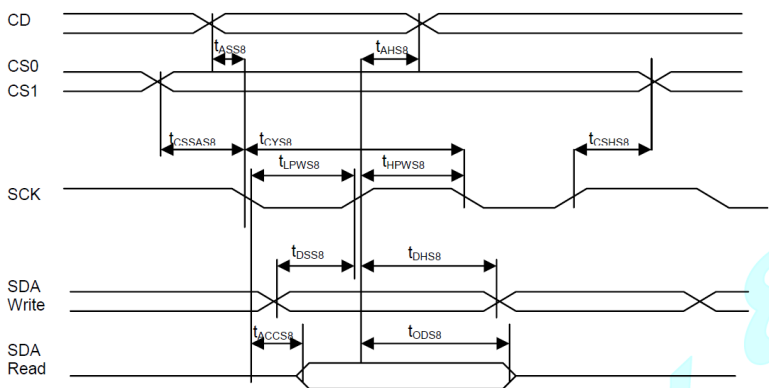 CD
tASS8 tAHS8
CS0
CS1
tCSSAS8 tCYS8 tCSHS8
tLPWS8 tHPWS8
SCK
tDSS8 tDHS8
SDA
Write
tACCS8 tODS8
SDA
Read